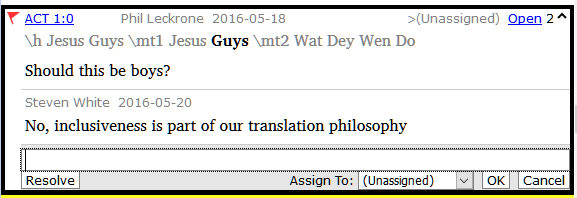 ACT 1:0 Phil Leckrone 2016-05-18 >(Unassigned) Open 2
\h Jesus Guys \mt1 Jesus Guys \mt2 Wat Dey Wen Do
Should this be boys?
Steven White 2016-05-20
No, inclusiveness is part of our translation philosophy
Resolve Assign To: (Unassigned) OK Cancel